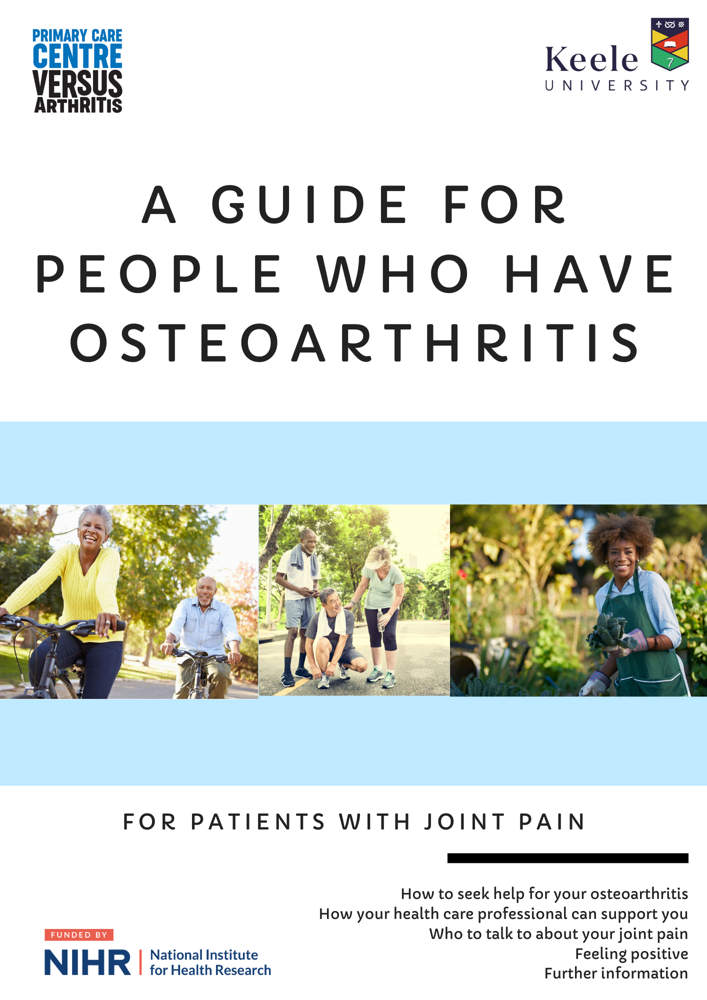 PRIMARY CARE
CENTRE
VERSUS
ARTHRITIS
Keele
UNIVERSITY
A GUIDE FOR
PEOPLE WHO HAVE
OSTEOARTHRITIS
FOR PATIENTS WITH JOINT PAIN
How to seek help for your osteoarthritis
How your health care professional can support you
Who to talk to about your joint pain
Feeling positive
Further information
FUNDED BY
NIHR | National Institute
for Health Research